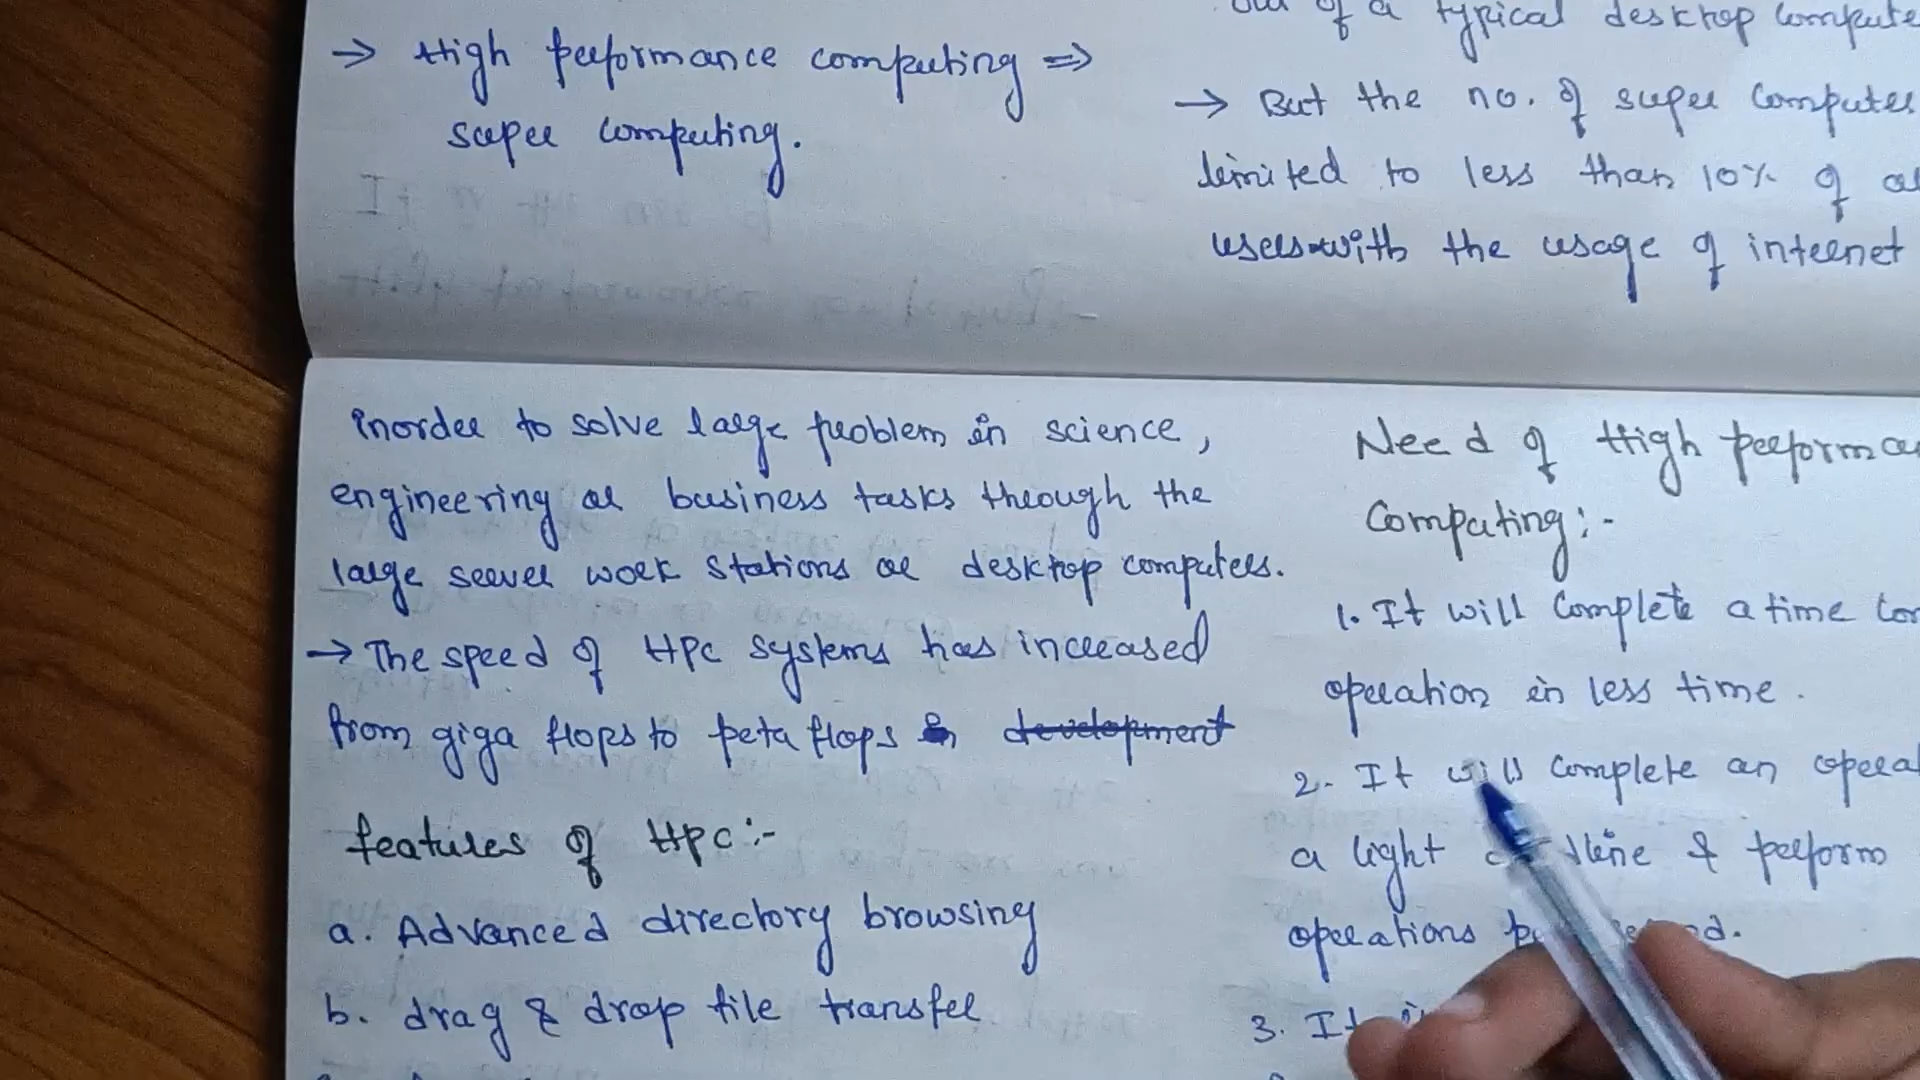 → High performance computing ⇒
super computing.
out of a typical desktop compute
→ But the no. of super computer
limited to less than 10% of
users with the usage of internet
inorder to solve large problem in science,
engineering or business tasks through the
large server work stations or desktop computers.
→ The speed of HPC systems has increased
from giga flops to peta flops in development
features of HPC:-
a. Advanced directory browsing
b. drag & drop file transfer
Need of High performa
Computing:-
1. It will complete a time con
operation in less time.
2. It will complete an opera
a light & perform
operations
3. It